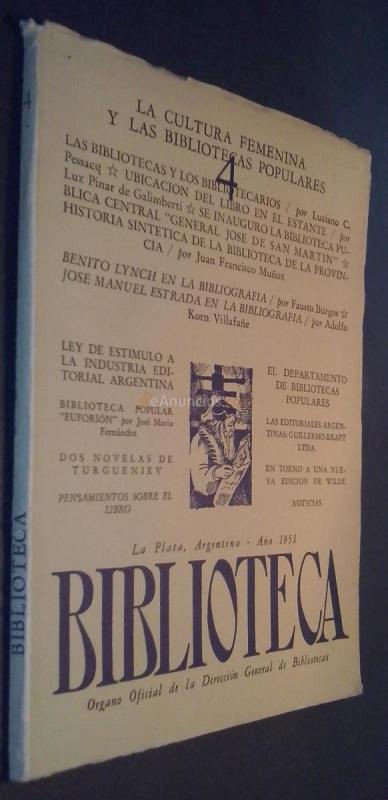 LA CULTURA FEMENINA
Y LAS BIBLIOTECAS POPULARES
4
LAS BIBLIOTECAS Y LOS BIBLIOTECARIOS / por Luciano C.
Pessacq ☆ UBICACION DEL LIBRO EN EL ESTANTE / por
Luz Pinar de Galimberti ☆ SE INAUGURO LA BIBLIOTECA PU-
BLICA CENTRAL "GENERAL JOSE DE SAN MARTIN" ☆
HISTORIA SINTETICA DE LA BIBLIOTECA DE LA PROVIN-
CIA / por Juan Francisco Muñoz
BENITO LYNCH EN LA BIBLIOGRAFIA / por Fausto Burgos ☆
JOSE MANUEL ESTRADA EN LA BIBLIOGRAFIA / por Adolfo
Korn Villafañe
LEY DE ESTIMULO A
LA INDUSTRIA EDI-
TORIAL ARGENTINA
BIBLIOTECA POPULAR
"EUFORIÓN" por José María
Fernández
DOS NOVELAS DE
TURGUENIEV
PENSAMIENTOS SOBRE EL
LIBRO
eAnuncios
EL DEPARTAMENTO
DE BIBLIOTECAS
POPULARES
LAS EDITORIALES ARGEN-
TINAS: GUILLERMO KRAFT
LTDA.
EN TORNO A UNA NUE-
VA EDICION DE WILDE
NOTICIAS
La Plata, Argentina - Año 1951
BIBLIOTECA
Organo Oficial de la Dirección General de Bibliotecas
4
BIBLIOTECA